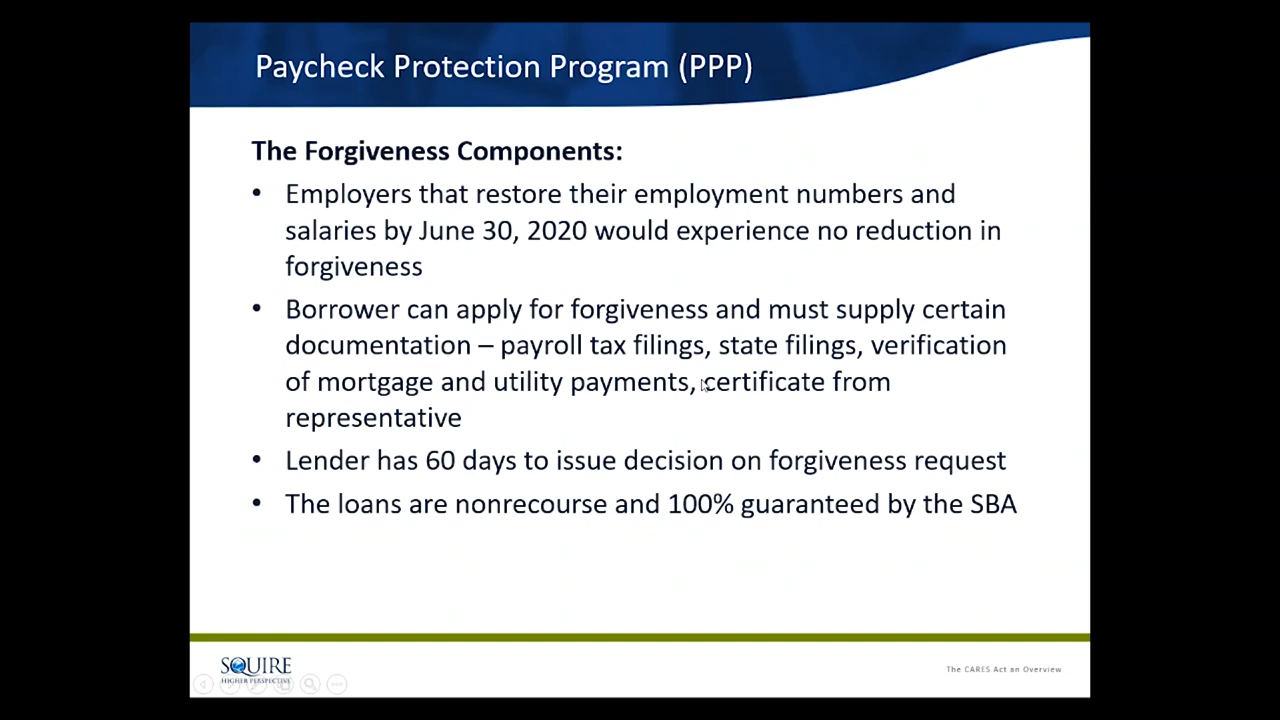 Paycheck Protection Program (PPP)
The Forgiveness Components:
• Employers that restore their employment numbers and
salaries by June 30, 2020 would experience no reduction in
forgiveness
• Borrower can apply for forgiveness and must supply certain
documentation – payroll tax filings, state filings, verification
of mortgage and utility payments, certificate from
representative
• Lender has 60 days to issue decision on forgiveness request
• The loans are nonrecourse and 100% guaranteed by the SBA
SQUIRE
HIGHER PERSPECTIVE
The CARES Act an Overview